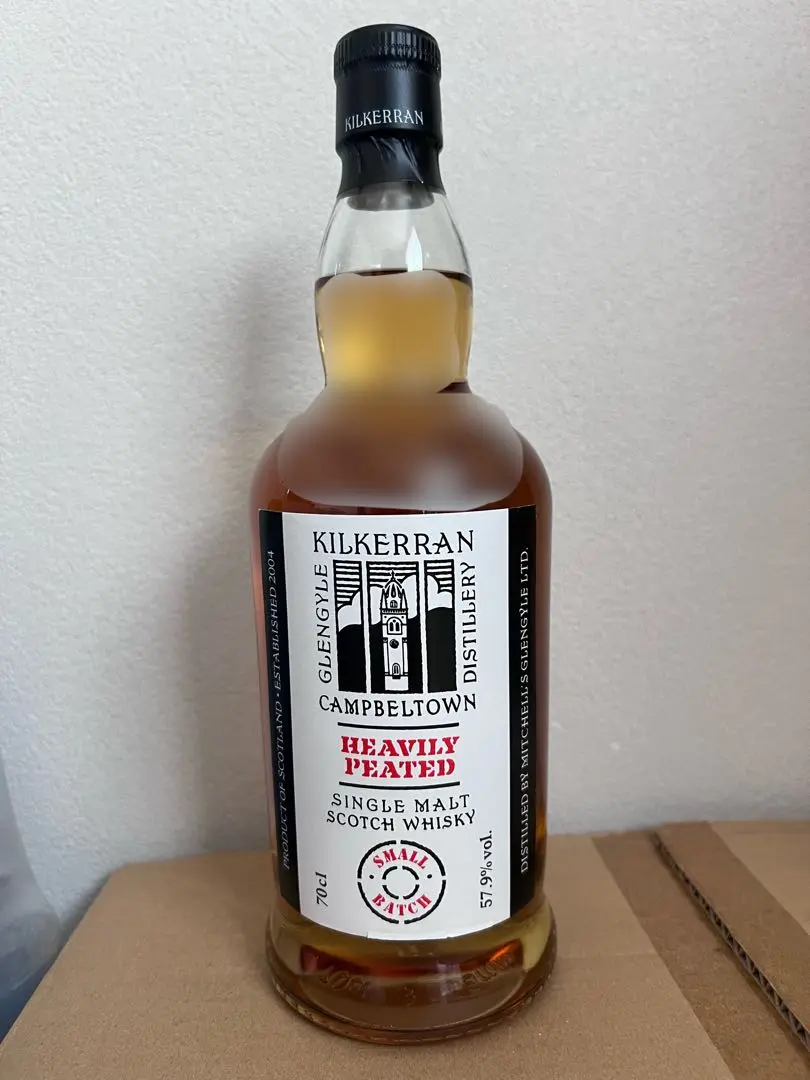 KILKERRAN
KILKERRAN
GLENGYLE
DISTILLERY
CAMPBELTOWN
HEAVILY
PEATED
SINGLE MALT
SCOTCH WHISKY
SMALL
BATCH
70cl
57.9% vol.
PRODUCT OF SCOTLAND • ESTABLISHED 2004
DISTILLED BY MITCHELL'S GLENGYLE LTD.